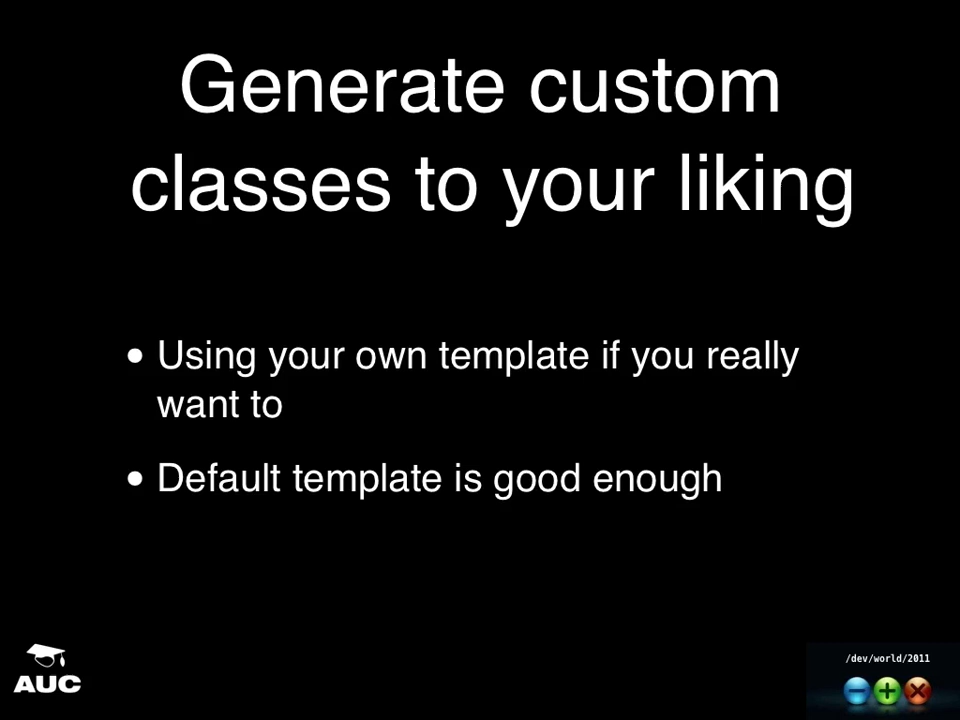 Generate custom
classes to your liking
• Using your own template if you really
want to
• Default template is good enough
AUC
/dev/world/2011